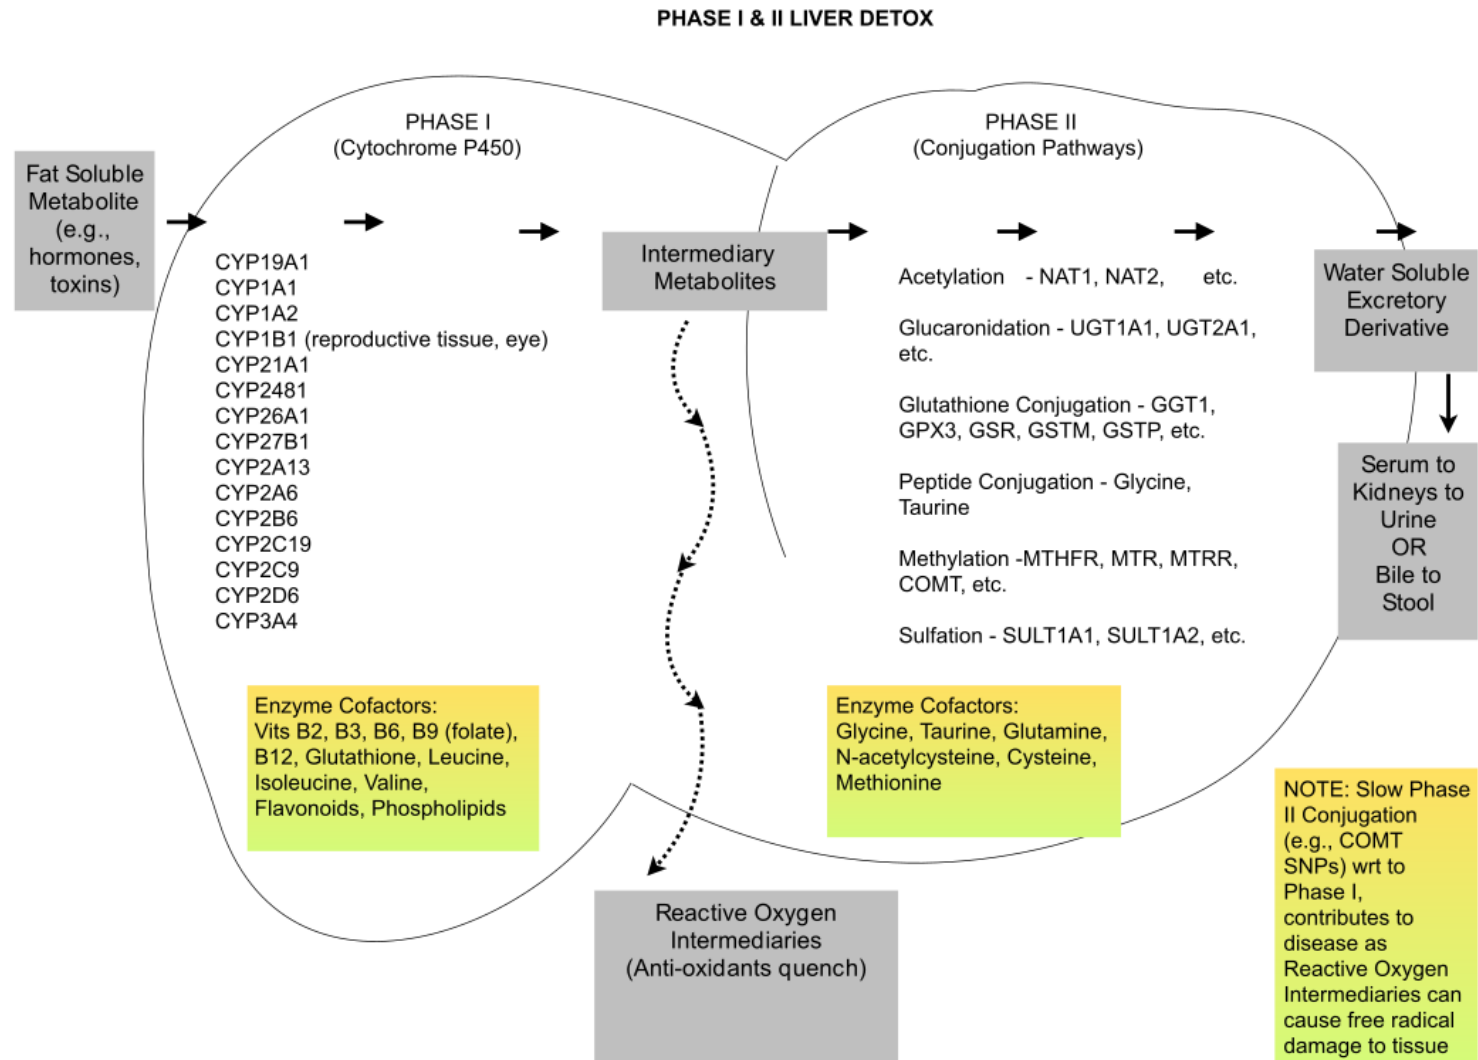 PHASE I & II LIVER DETOX
PHASE I
(Cytochrome P450)
PHASE II
(Conjugation Pathways)
Fat Soluble
Metabolite
(e.g.,
hormones,
toxins)
CYP19A1
CYP1A1
CYP1A2
CYP1B1 (reproductive tissue, eye)
CYP21A1
CYP2481
CYP26A1
CYP27B1
CYP2A13
CYP2A6
CYP2B6
CYP2C19
CYP2C9
CYP2D6
CYP3A4
Enzyme Cofactors:
Vits B2, B3, B6, B9 (folate),
B12, Glutathione, Leucine,
Isoleucine, Valine,
Flavonoids, Phospholipids
Intermediary
Metabolites
Reactive Oxygen
Intermediaries
(Anti-oxidants quench)
Acetylation - NAT1, NAT2, etc.
Glucaronidation - UGT1A1, UGT2A1,
etc.
Glutathione Conjugation - GGT1,
GPX3, GSR, GSTM, GSTP, etc.
Peptide Conjugation - Glycine,
Taurine
Methylation -MTHFR, MTR, MTRR,
COMT, etc.
Sulfation - SULT1A1, SULT1A2, etc.
Enzyme Cofactors:
Glycine, Taurine, Glutamine,
N-acetylcysteine, Cysteine,
Methionine
Water Soluble
Excretory
Derivative
Serum to
Kidneys to
Urine
OR
Bile to
Stool
NOTE: Slow Phase
II Conjugation
(e.g., COMT
SNPs) wrt to
Phase I,
contributes to
disease as
Reactive Oxygen
Intermediaries can
cause free radical
damage to tissue